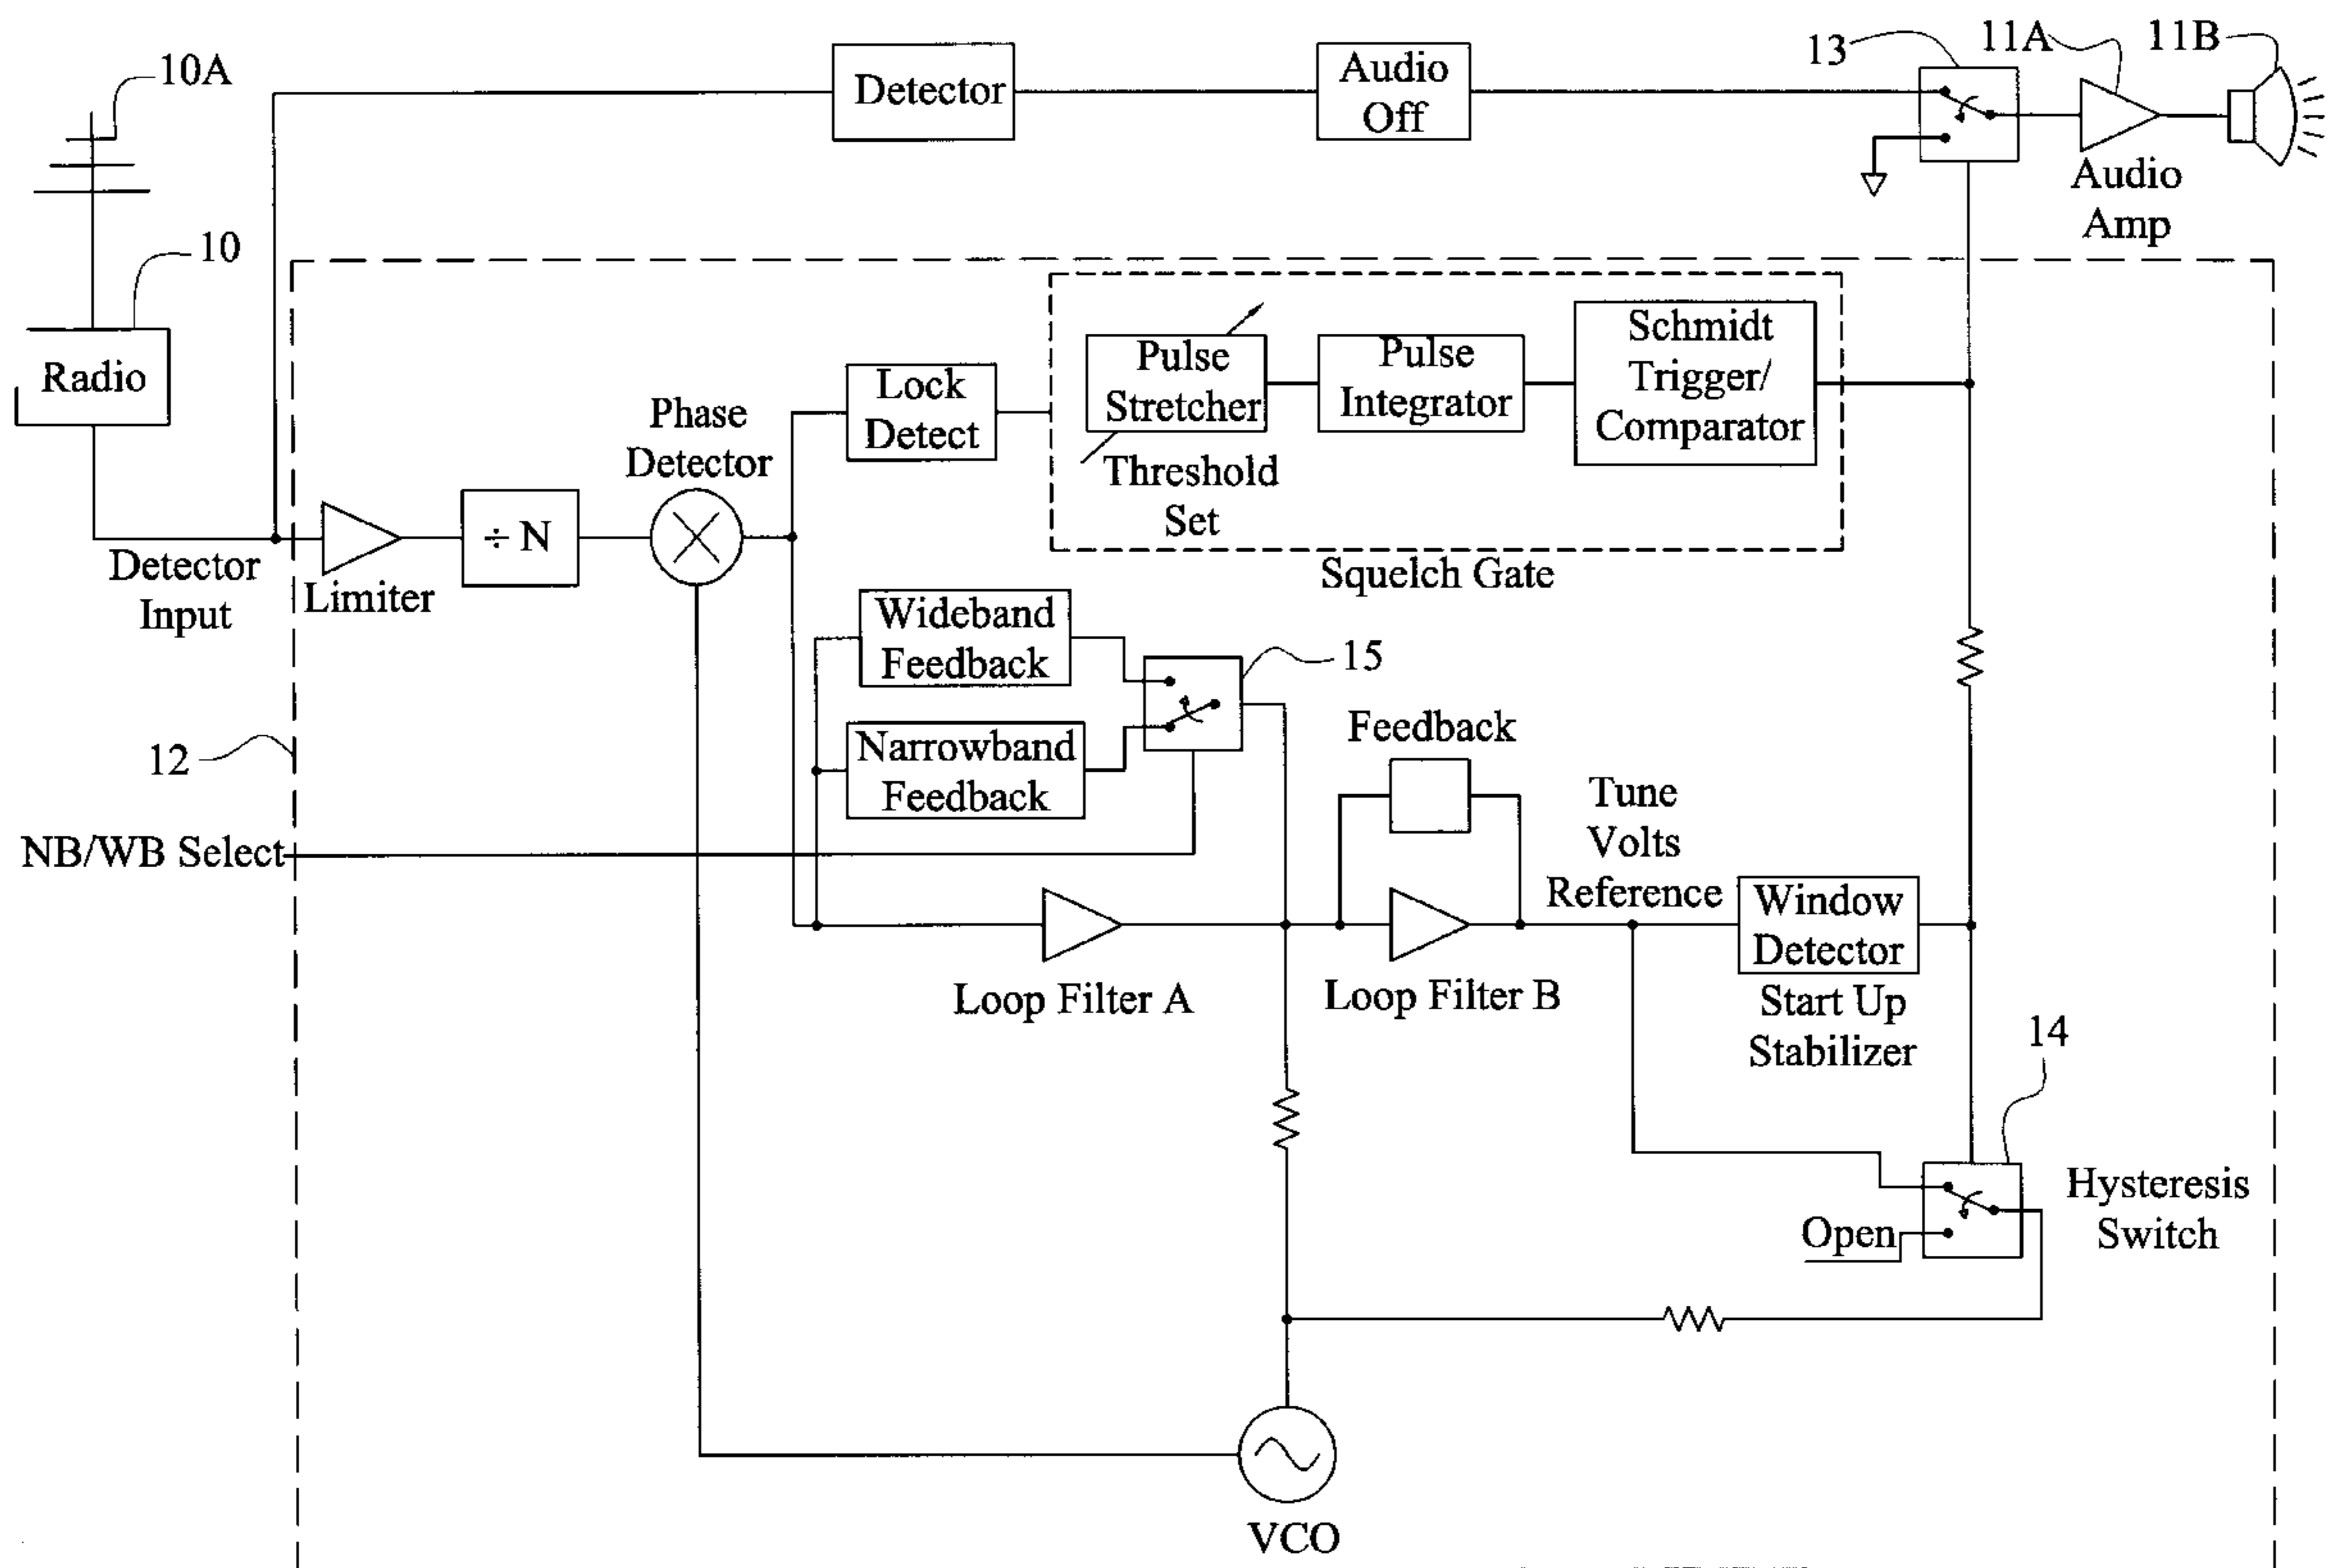 10A
Detector
Audio
Off
13
11A
11B
Audio
Amp
10
Radio
Detector
Input
Limiter
÷ N
Phase
Detector
Lock
Detect
Pulse
Stretcher
Threshold
Set
Pulse
Integrator
Schmidt
Trigger/
Comparator
Squelch Gate
Wideband
Feedback
15
Narrowband
Feedback
12
NB/WB Select
Feedback
Tune
Volts
Reference
Loop Filter A
Loop Filter B
Window
Detector
Start Up
Stabilizer
14
Open
Hysteresis
Switch
VCO